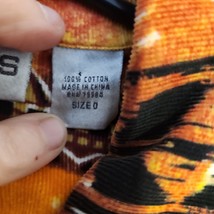 S
100% COTTON
MADE IN CHINA
SIZE 0